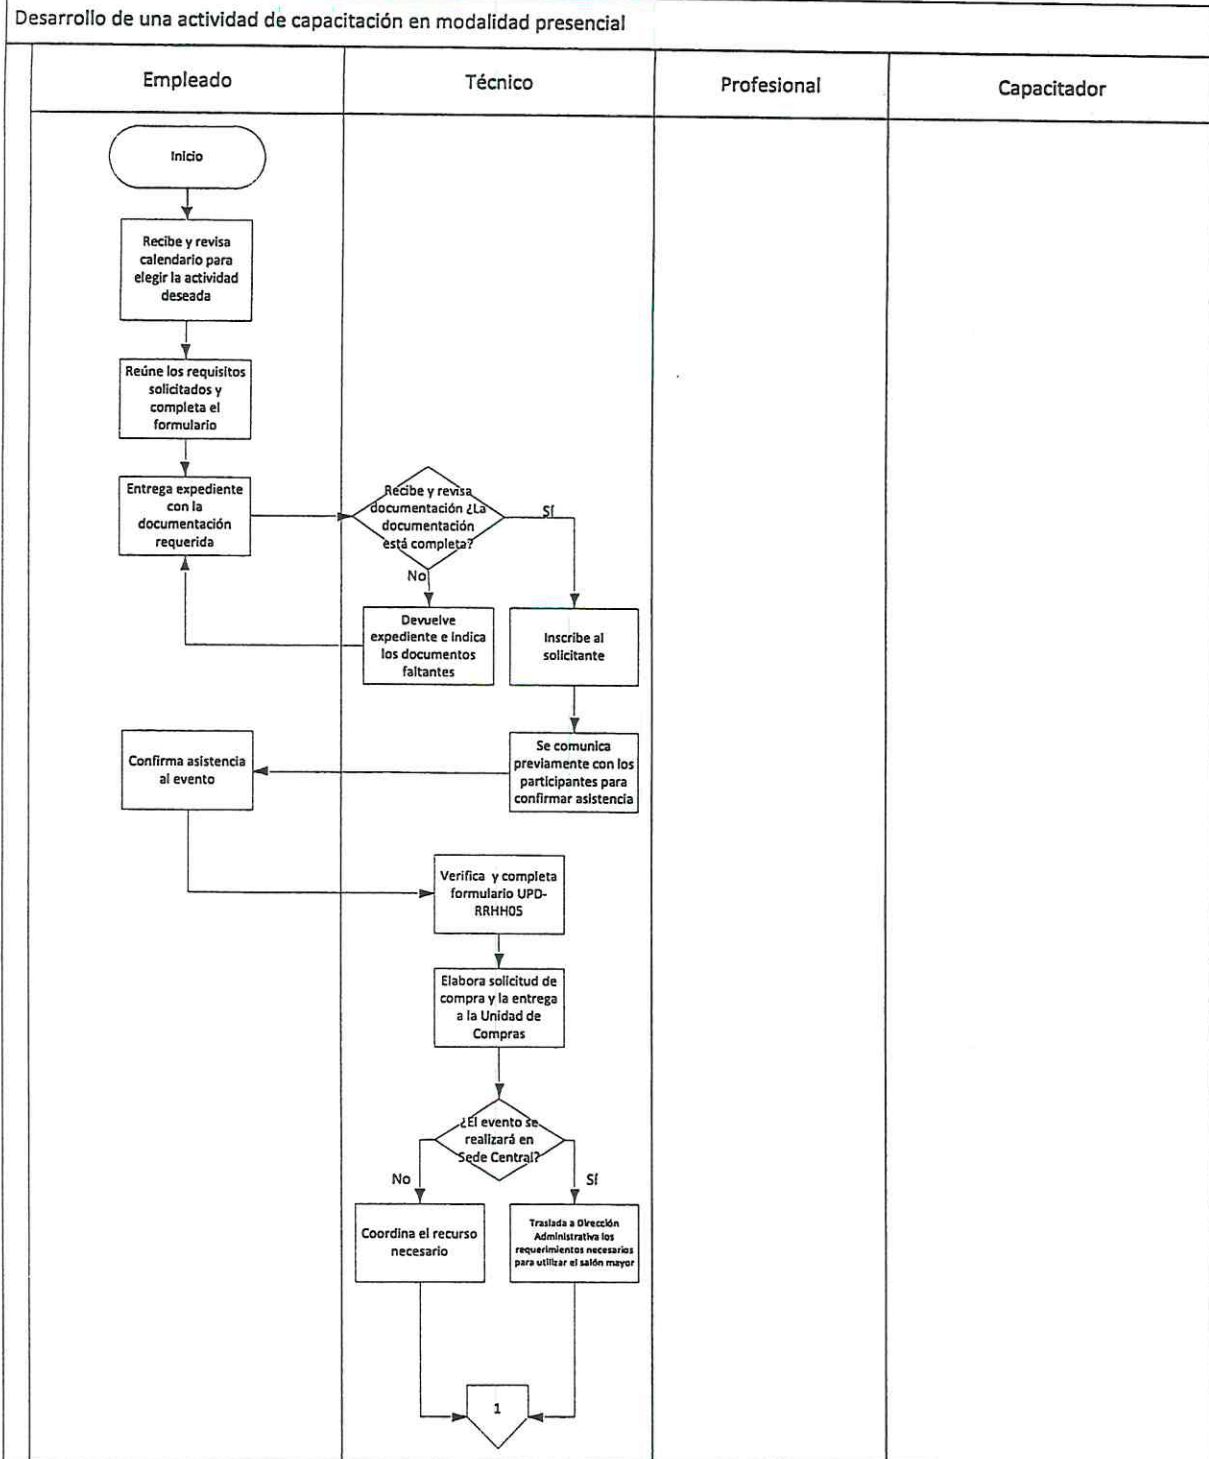 Desarrollo de una actividad de capacitación en modalidad presencial
Empleado
Técnico
Profesional
Capacitador
Inicio
Recibe y revisa
calendario para
elegir la actividad
deseada
Reúne los requisitos
solicitados y
completa el
formulario
Entrega expediente
con la
documentación
requerida
Recibe y revisa
documentación ¿La
documentación
está completa?
Sí
No
Devuelve
expediente e indica
los documentos
faltantes
Inscribe al
solicitante
Se comunica
previamente con los
participantes para
confirmar asistencia
Confirma asistencia
al evento
Verifica y completa
formulario UPD-
RRHH05
Elabora solicitud de
compra y la entrega
a la Unidad de
Compras
¿El evento se
realizará en
Sede Central?
No
Sí
Coordina el recurso
necesario
Traslada a Dirección
Administrativa los
requerimientos necesarios
para utilizar el salón mayor
1